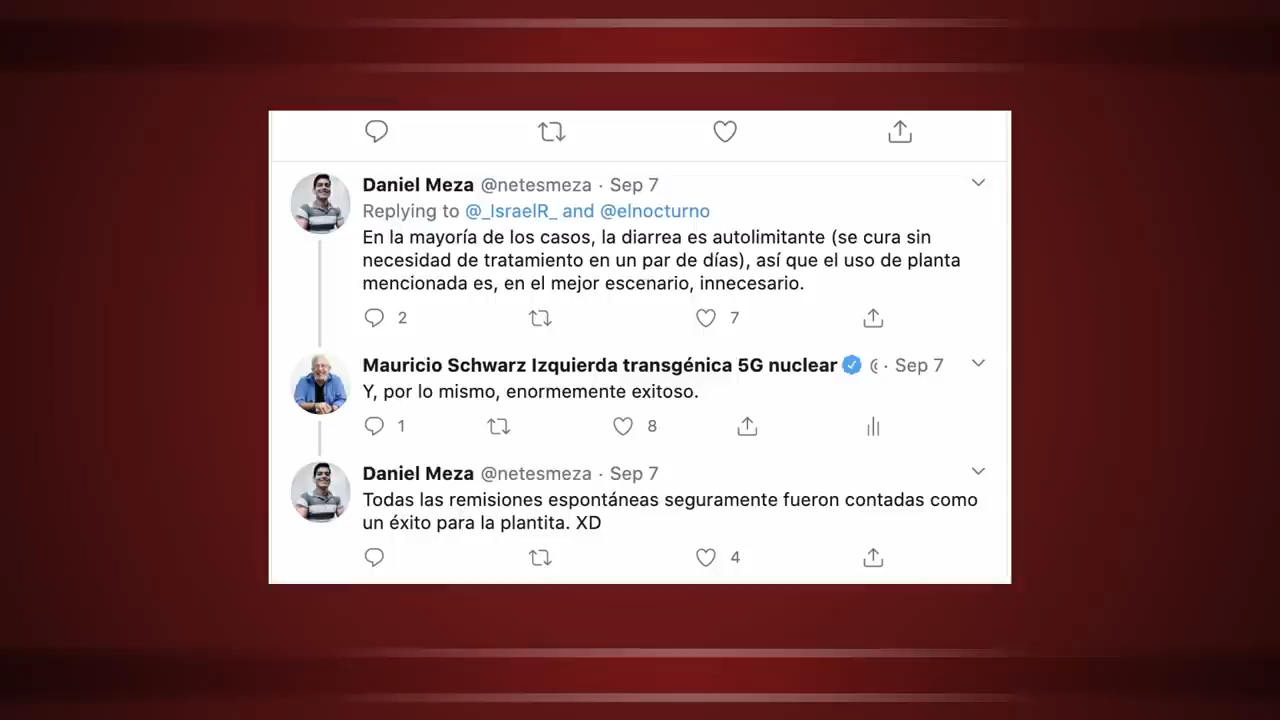 Daniel Meza @netesmeza · Sep 7
Replying to @_IsraelR_ and @elnocturno
En la mayoría de los casos, la diarrea es autolimitante (se cura sin
necesidad de tratamiento en un par de días), así que el uso de planta
mencionada es, en el mejor escenario, innecesario.
2 7
Mauricio Schwarz Izquierda transgénica 5G nuclear · Sep 7
Y, por lo mismo, enormemente exitoso.
1 8
Daniel Meza @netesmeza · Sep 7
Todas las remisiones espontáneas seguramente fueron contadas como
un éxito para la plantita. XD
4